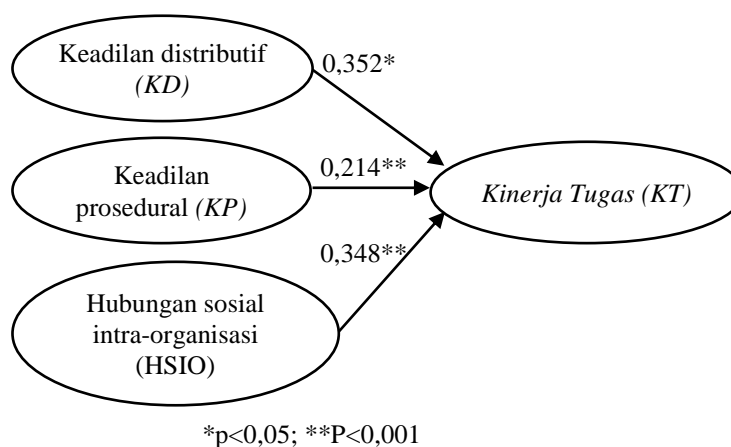 Keadilan distributif
(KD)
0,352*
Keadilan
prosedural (KP)
0,214**
Kinerja Tugas (KT)
0,348**
Hubungan sosial
intra-organisasi
(HSIO)
*p<0,05; **P<0,001